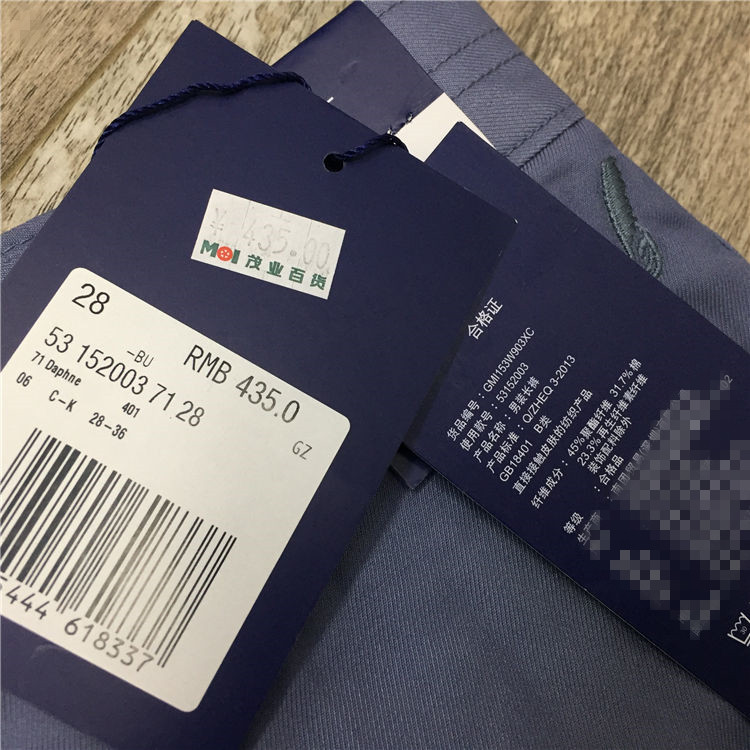 ¥ 435.00
MOI 茂业百货
28
-BU RMB 435.0
53 152003 71 28
71 Daphne 401 GZ
06 C-K 28-36
444 618337
合格证
货品编号：GMI153W903XC
使用款号：53152003
产品名称：男装长裤
产品标准：Q/ZHEQ 3-2013
GB18401 B类
直接接触皮肤的纺织产品
纤维成分：45%聚酯纤维 31.7% 棉
23.3%再生纤维素纤维
装饰配料除外
等级：合格品
02
30